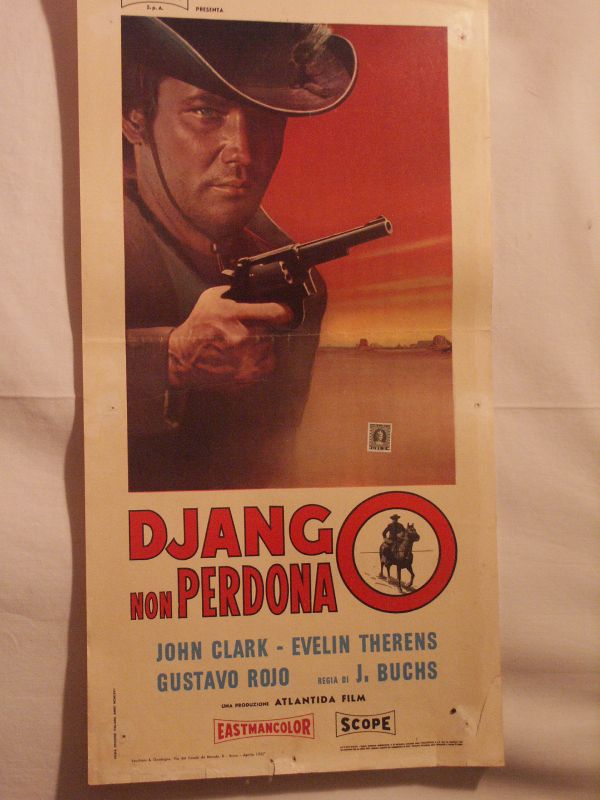 S.p.A.
PRESENTA
DJANGO
NON PERDONA
JOHN CLARK - EVELIN THERENS
GUSTAVO ROJO REGIA DI J. BUCHS
UNA PRODUZIONE ATLANTIDA FILM
EASTMANCOLOR SCOPE